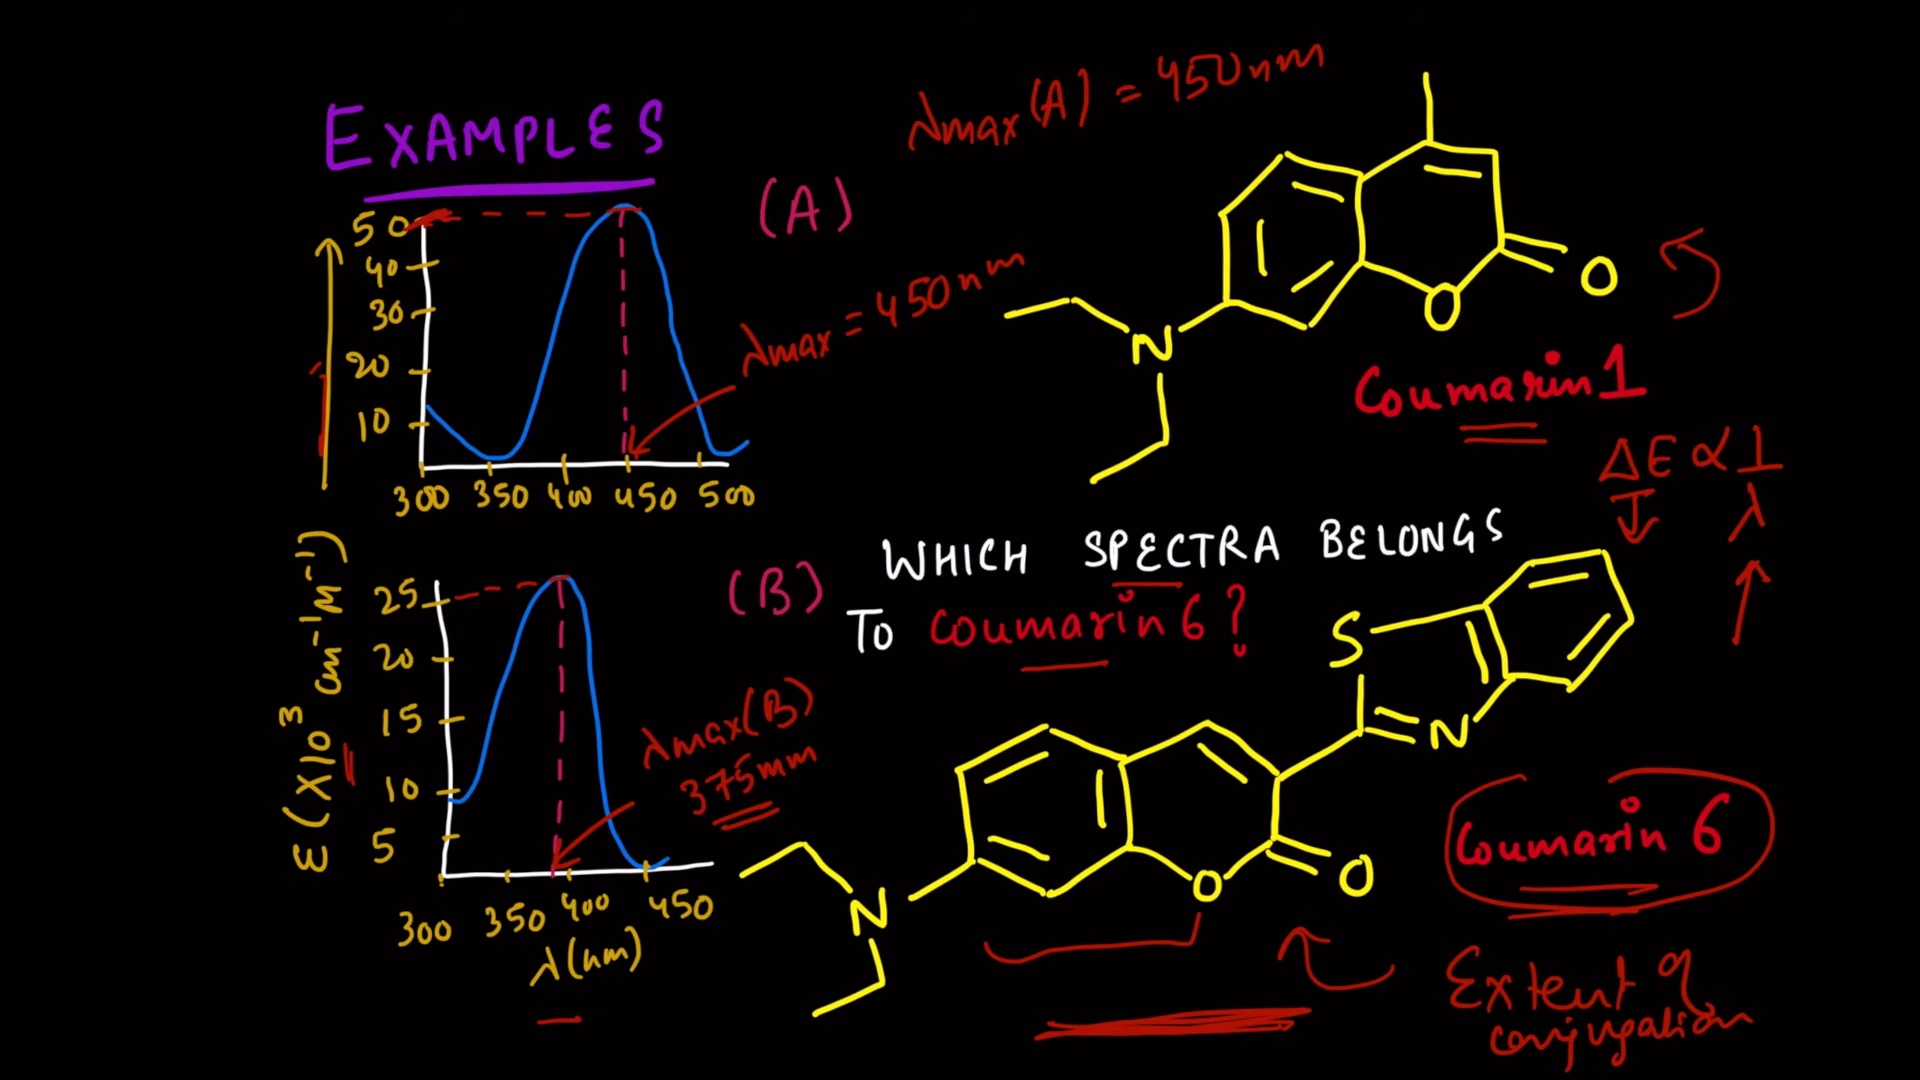 EXAMPLES
λmax (A) = 450nm
(A)
50
40
30
20
10
300 350 400 450 500
λmax = 450nm
O
O
N
Coumarin 1
ΔE ∝ 1
λ
WHICH SPECTRA BELONGS
TO Coumarin 6?
(B)
ε (×10³ cm⁻¹M⁻¹)
25
20
15
10
5
300 350 400 450
λ(nm)
λmax(B)
375nm
S
N
O
O
N
Coumarin 6
Extent of
conjugation